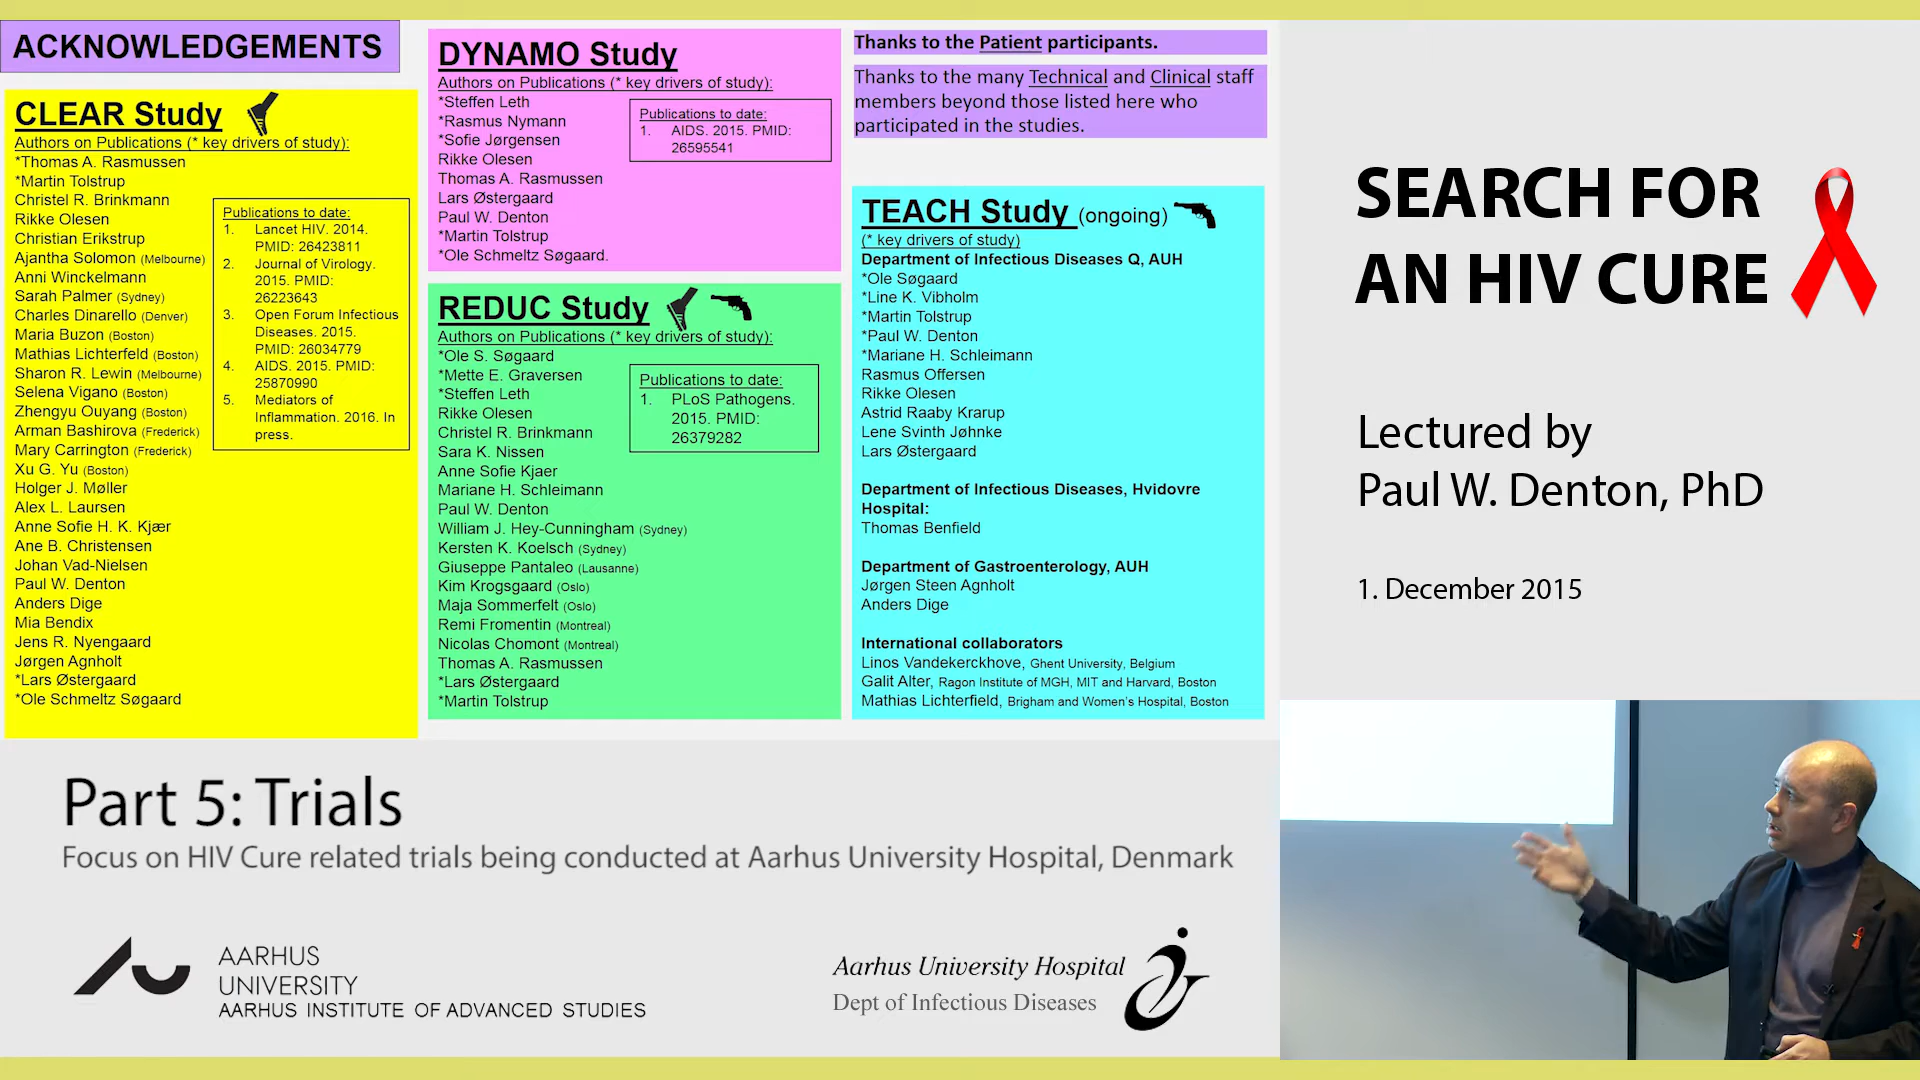 ACKNOWLEDGEMENTS
CLEAR Study
Authors on Publications (* key drivers of study):
*Thomas A. Rasmussen
*Martin Tolstrup
Christel R. Brinkmann
Rikke Olesen
Christian Erikstrup
Ajantha Solomon (Melbourne)
Anni Winckelmann
Sarah Palmer (Sydney)
Charles Dinarello (Denver)
Maria Buzon (Boston)
Mathias Lichterfeld (Boston)
Sharon R. Lewin (Melbourne)
Selena Vigano (Boston)
Zhengyu Ouyang (Boston)
Arman Bashirova (Frederick)
Mary Carrington (Frederick)
Xu G. Yu (Boston)
Holger J. Møller
Alex L. Laursen
Anne Sofie H. K. Kjær
Ane B. Christensen
Johan Vad-Nielsen
Paul W. Denton
Anders Dige
Mia Bendix
Jens R. Nyengaard
Jørgen Agnholt
*Lars Østergaard
*Ole Schmeltz Søgaard
Publications to date:
1. Lancet HIV. 2014.
PMID: 26423811
2. Journal of Virology.
2015. PMID:
26223643
3. Open Forum Infectious
Diseases. 2015.
PMID: 26034779
4. AIDS. 2015. PMID:
25870990
5. Mediators of
Inflammation. 2016. In
press.
DYNAMO Study
Authors on Publications (* key drivers of study):
*Steffen Leth
*Rasmus Nymann
*Sofie Jørgensen
Rikke Olesen
Thomas A. Rasmussen
Lars Østergaard
Paul W. Denton
*Martin Tolstrup
*Ole Schmeltz Søgaard.
Publications to date:
1. AIDS. 2015. PMID:
26595541
REDUC Study
Authors on Publications (* key drivers of study):
*Ole S. Søgaard
*Mette E. Graversen
*Steffen Leth
Rikke Olesen
Christel R. Brinkmann
Sara K. Nissen
Anne Sofie Kjaer
Mariane H. Schleimann
Paul W. Denton
William J. Hey-Cunningham (Sydney)
Kersten K. Koelsch (Sydney)
Giuseppe Pantaleo (Lausanne)
Kim Krogsgaard (Oslo)
Maja Sommerfelt (Oslo)
Remi Fromentin (Montreal)
Nicolas Chomont (Montreal)
Thomas A. Rasmussen
*Lars Østergaard
*Martin Tolstrup
Publications to date:
1. PLoS Pathogens.
2015. PMID:
26379282
Thanks to the Patient participants.
Thanks to the many Technical and Clinical staff
members beyond those listed here who
participated in the studies.
TEACH Study (ongoing)
(* key drivers of study)
Department of Infectious Diseases Q, AUH
*Ole Søgaard
*Line K. Vibholm
*Martin Tolstrup
*Paul W. Denton
*Mariane H. Schleimann
Rasmus Offersen
Rikke Olesen
Astrid Raaby Krarup
Lene Svinth Jøhnke
Lars Østergaard
Department of Infectious Diseases, Hvidovre
Hospital:
Thomas Benfield
Department of Gastroenterology, AUH
Jørgen Steen Agnholt
Anders Dige
International collaborators
Linos Vandekerckhove, Ghent University, Belgium
Galit Alter, Ragon Institute of MGH, MIT and Harvard, Boston
Mathias Lichterfield, Brigham and Women's Hospital, Boston
SEARCH FOR
AN HIV CURE
Lectured by
Paul W. Denton, PhD
1. December 2015
Part 5: Trials
Focus on HIV Cure related trials being conducted at Aarhus University Hospital, Denmark
AARHUS
UNIVERSITY
AARHUS INSTITUTE OF ADVANCED STUDIES
Aarhus University Hospital
Dept of Infectious Diseases